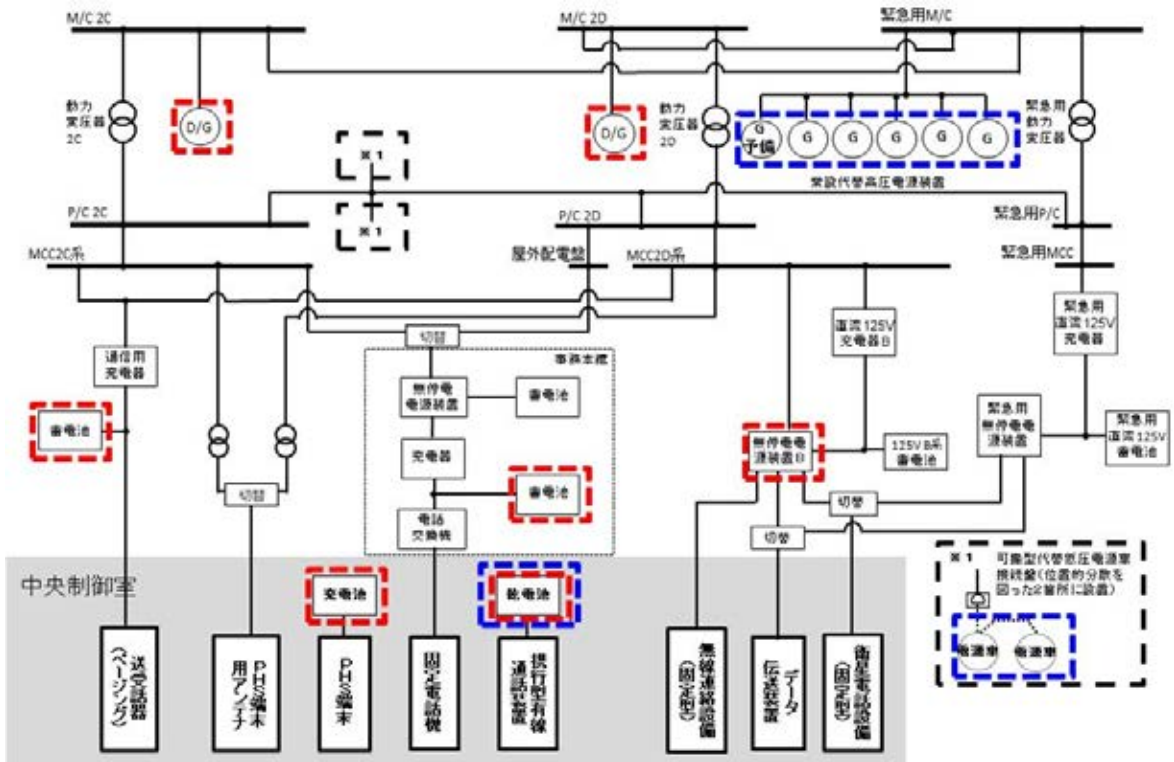 M/C 2C
M/C 2D
緊急用M/C
動力
変圧器
2C
D/G
※1
D/G
動力
変圧器
2D
G
予備
G
G
G
G
G
緊急用
動力
変圧器
常設代替高圧電源装置
P/C 2C
※1
P/C 2D
緊急用P/C
MCC2C系
屋外配電盤
MCC2D系
緊急用MCC
切替
事務本館
直流125V
充電器B
緊急用
直流125V
充電器
通信用
充電器
無停電
電源装置
蓄電池
緊急用
無停電電
源装置
蓄電池
充電器
無停電電
源装置B
125V B系
蓄電池
緊急用
直流125V
蓄電池
切替
蓄電池
切替
電話
交換機
切替
中央制御室
充電池
乾電池
※1
可搬型代替低圧電源車
接続盤(位置的分散を
図った2箇所に設置)
電源車
電源車
送受話器
(ページング)
PHS端末
用アンテナ
PHS端末
固定電話機
携行型有線
通話装置
無線連絡設備
(固定型)
データ
伝送装置
衛星電話設備
(固定型)